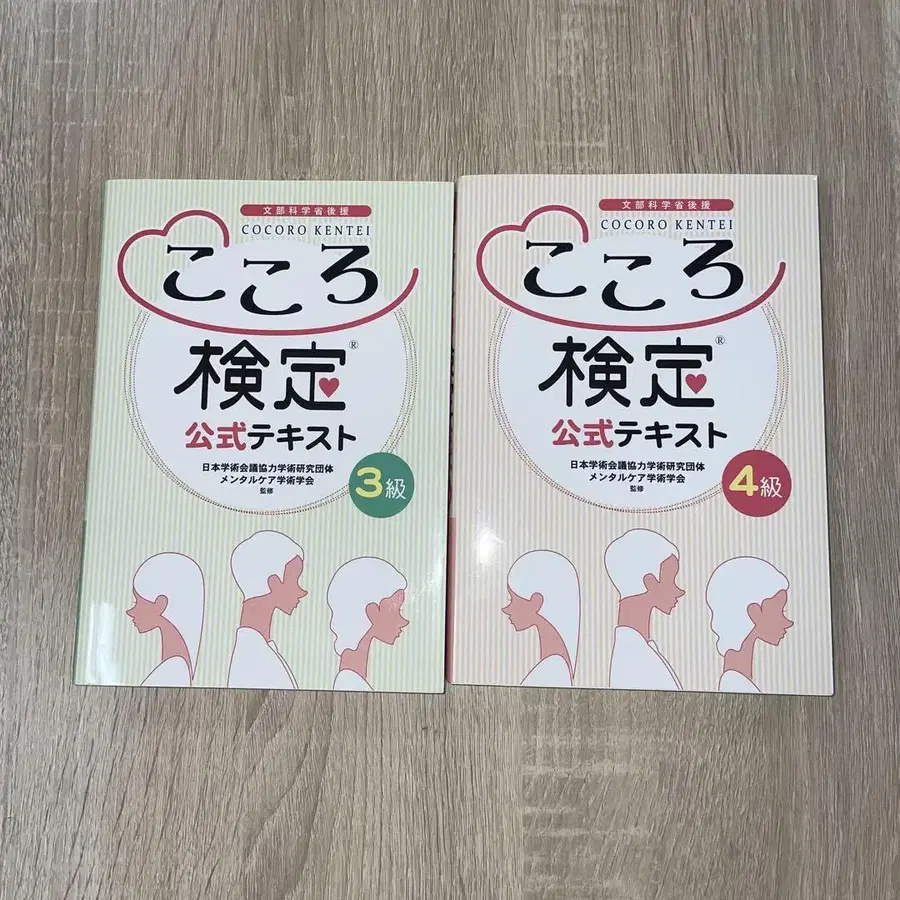 文部科学省後援
COCORO KENTEI
こころ
検定®
公式テキスト
日本学術会議協力学術研究団体
メンタルケア学術学会
監修
3級
文部科学省後援
COCORO KENTEI
こころ
検定®
公式テキスト
日本学術会議協力学術研究団体
メンタルケア学術学会
監修
4級